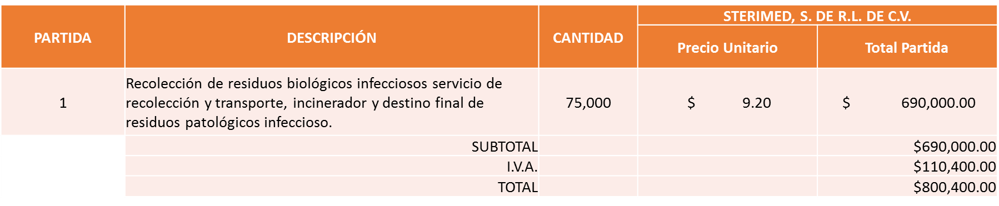 PARTIDA DESCRIPCIÓN CANTIDAD STERIMED, S. DE R.L. DE C.V.
Precio Unitario Total Partida
1 Recolección de residuos biológicos infecciosos servicio de
recolección y transporte, incinerador y destino final de
residuos patológicos infeccioso. 75,000 $ 9.20 $ 690,000.00
SUBTOTAL $690,000.00
I.V.A. $110,400.00
TOTAL $800,400.00